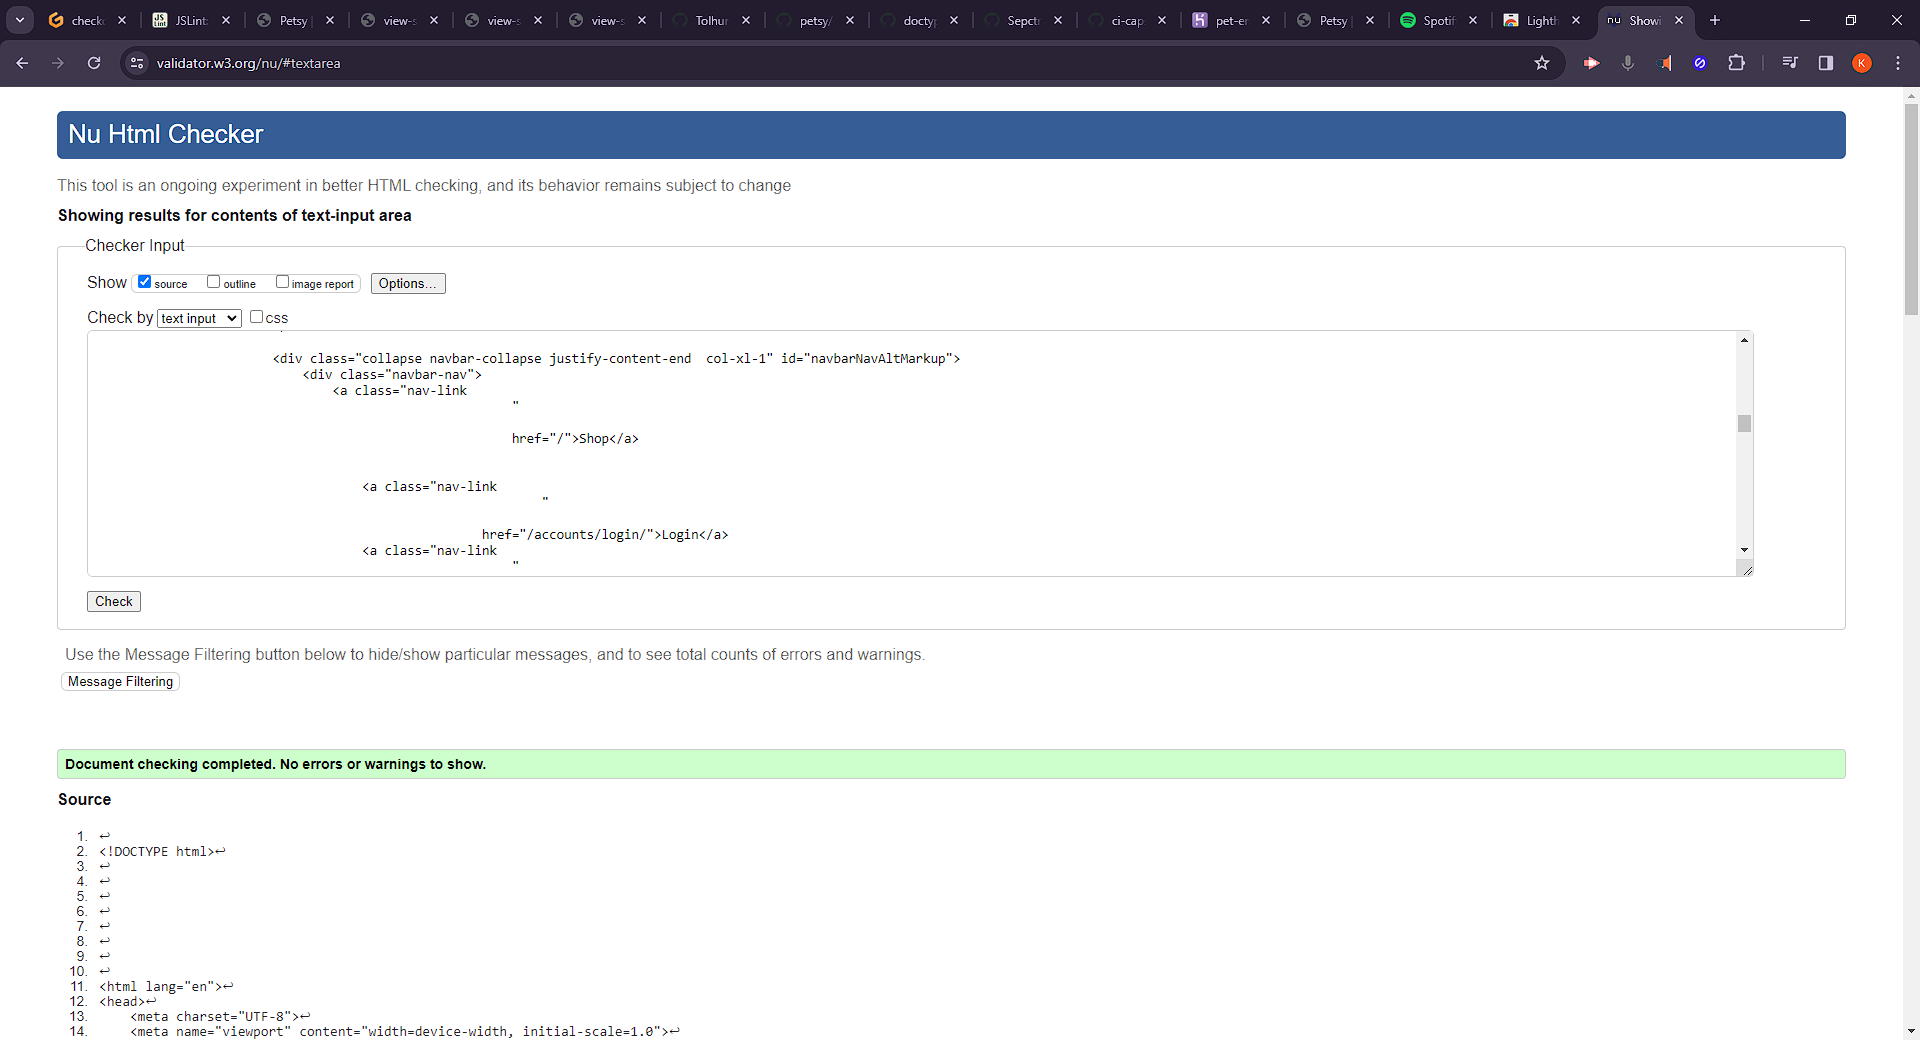 checke
JSLint:
Petsy |
view-s
view-s
view-s
Tolhur
petsy/
doctyp
Sepctr
ci-cap
pet-er
Petsy |
Spotif
Lighth
nu Showi
validator.w3.org/nu/#textarea
K
Nu Html Checker
This tool is an ongoing experiment in better HTML checking, and its behavior remains subject to change
Showing results for contents of text-input area
Checker Input
Show source outline image report Options...
Check by text input css
<div class="collapse navbar-collapse justify-content-end  col-xl-1" id="navbarNavAltMarkup">
<div class="navbar-nav">
<a class="nav-link
"
href="/">Shop</a>
<a class="nav-link
"
href="/accounts/login/">Login</a>
<a class="nav-link
"
Check
Use the Message Filtering button below to hide/show particular messages, and to see total counts of errors and warnings.
Message Filtering
Document checking completed. No errors or warnings to show.
Source
1. ↩
2. <!DOCTYPE html>↩
3. ↩
4. ↩
5. ↩
6. ↩
7. ↩
8. ↩
9. ↩
10. ↩
11. <html lang="en">↩
12. <head>↩
13. <meta charset="UTF-8">↩
14. <meta name="viewport" content="width=device-width, initial-scale=1.0">↩